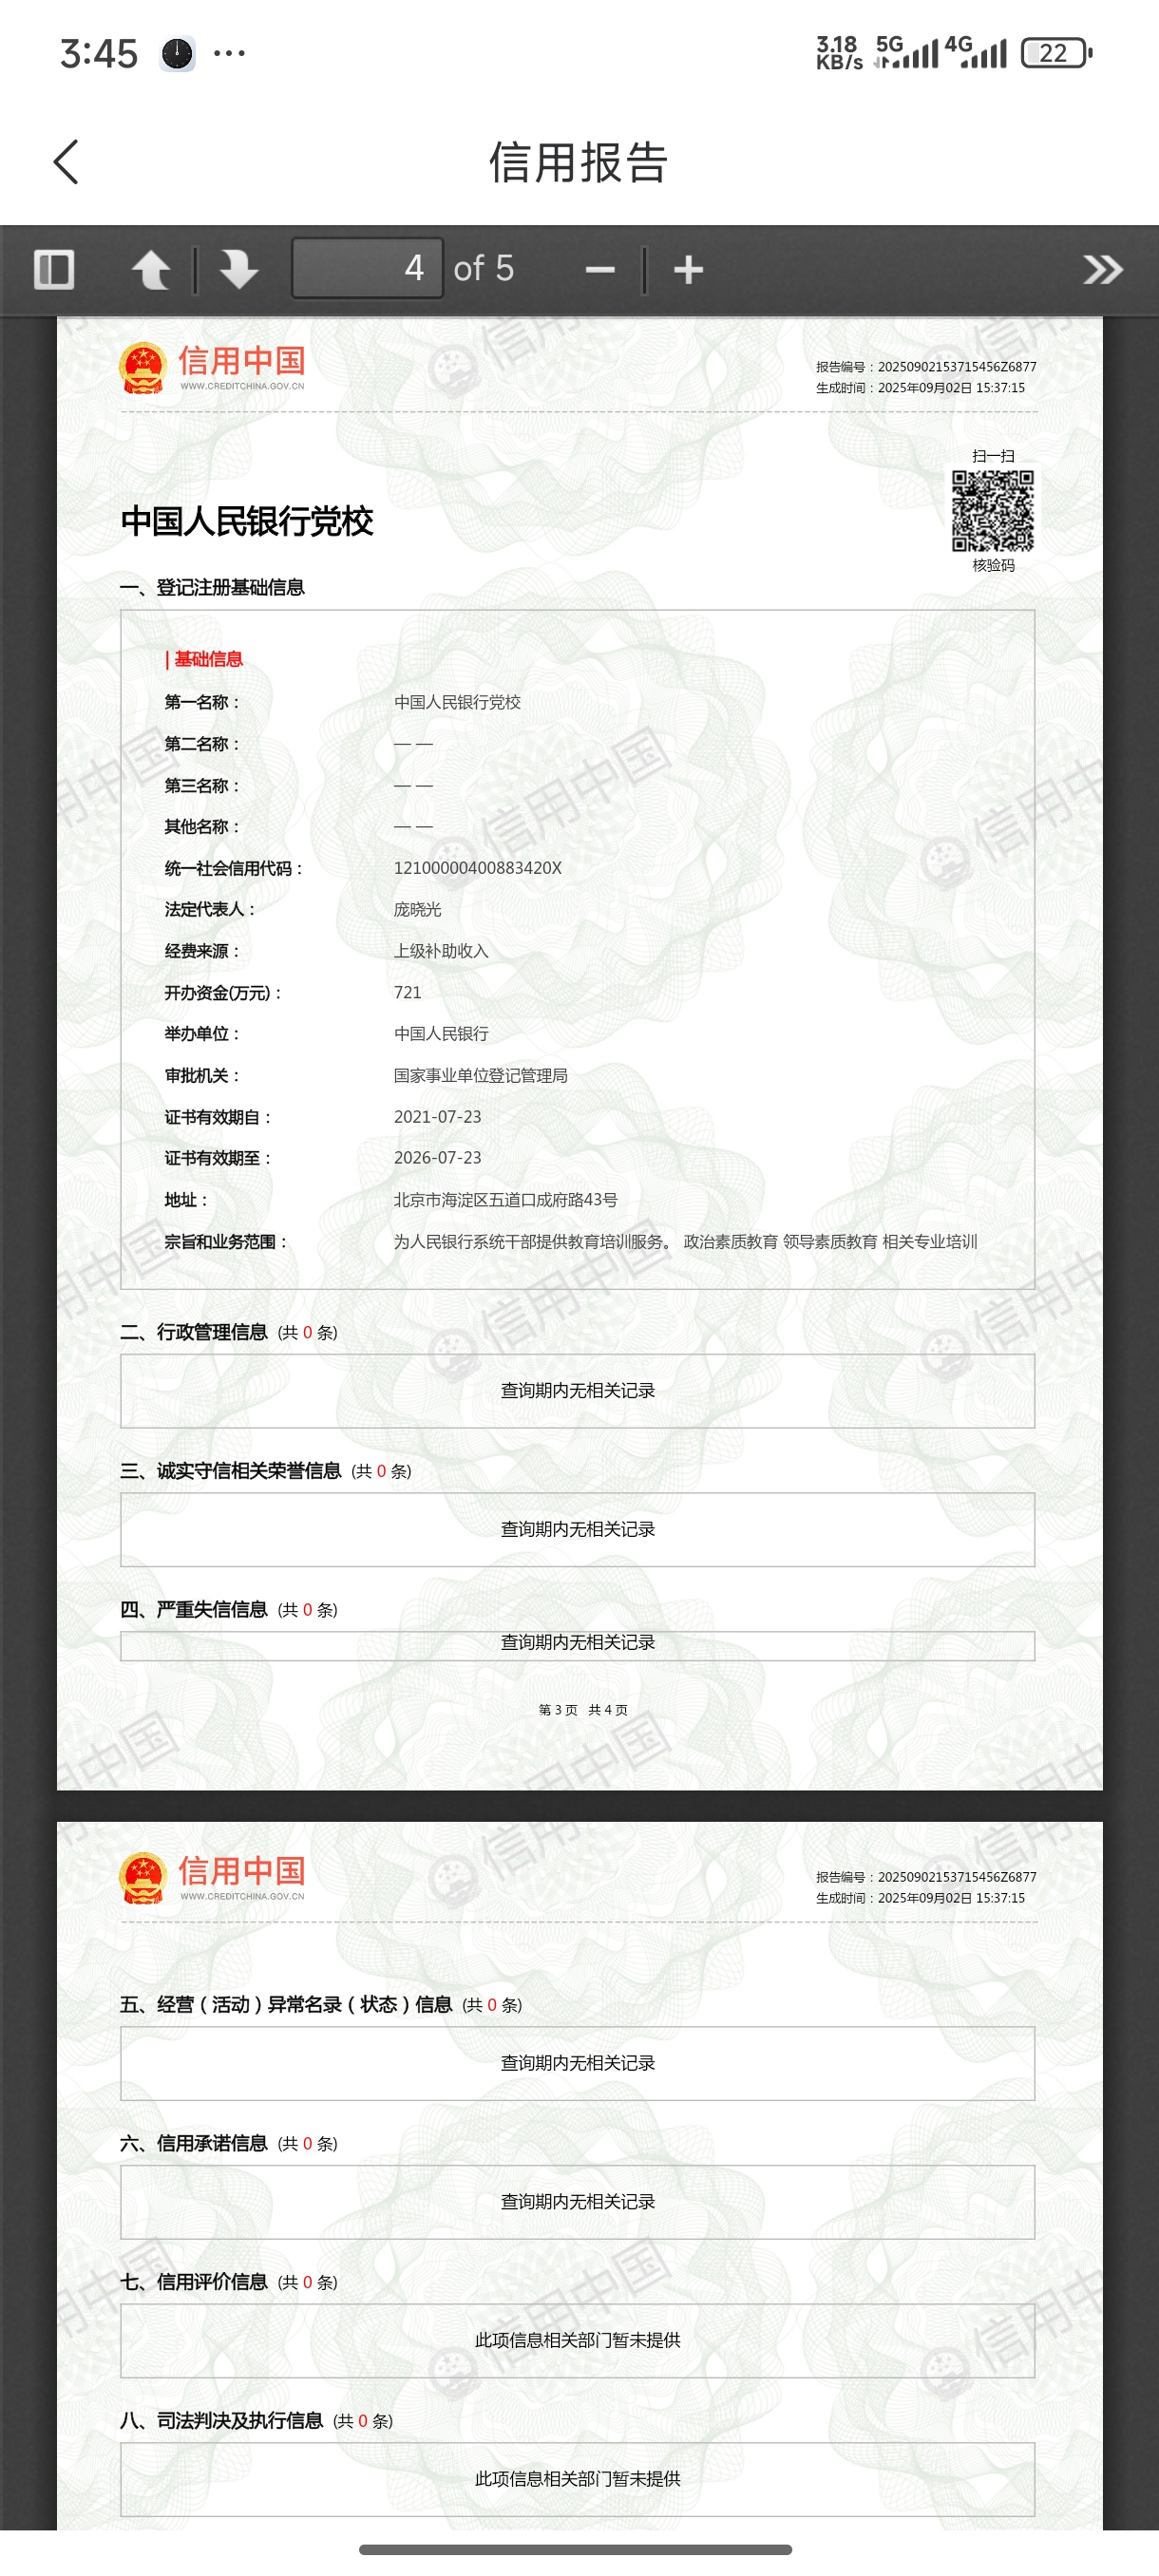 3:45 ... 3.18 KB/s 5G 4G 22
信用报告
4 of 5
信用中国
WWW.CREDITCHINA.GOV.CN
报告编号：20250902153715456Z6877
生成时间：2025年09月02日 15:37:15
扫一扫
核验码
中国人民银行党校
一、登记注册基础信息
| 基础信息
第一名称： 中国人民银行党校
第二名称： — —
第三名称： — —
其他名称： — —
统一社会信用代码： 12100000400883420X
法定代表人： 庞晓光
经费来源： 上级补助收入
开办资金(万元)： 721
举办单位： 中国人民银行
审批机关： 国家事业单位登记管理局
证书有效期自： 2021-07-23
证书有效期至： 2026-07-23
地址： 北京市海淀区五道口成府路43号
宗旨和业务范围： 为人民银行系统干部提供教育培训服务。 政治素质教育 领导素质教育 相关专业培训
二、行政管理信息 (共 0 条)
查询期内无相关记录
三、诚实守信相关荣誉信息 (共 0 条)
查询期内无相关记录
四、严重失信信息 (共 0 条)
查询期内无相关记录
第 3 页 共 4 页
信用中国
WWW.CREDITCHINA.GOV.CN
报告编号：20250902153715456Z6877
生成时间：2025年09月02日 15:37:15
五、经营（活动）异常名录（状态）信息 (共 0 条)
查询期内无相关记录
六、信用承诺信息 (共 0 条)
查询期内无相关记录
七、信用评价信息 (共 0 条)
此项信息相关部门暂未提供
八、司法判决及执行信息 (共 0 条)
此项信息相关部门暂未提供